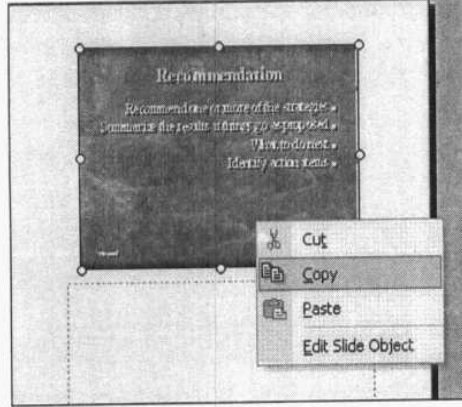 Recommendation
Recommend one or more of the strategies
Summarize the results if things go as proposed
What to do next
Identify action items
Cut
Copy
Paste
Edit Slide Object